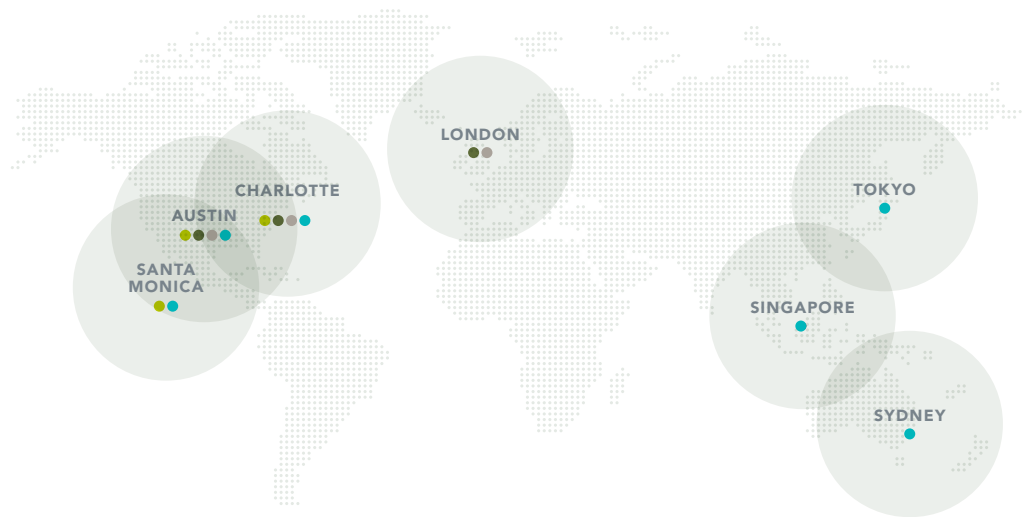 LONDON
CHARLOTTE
TOKYO
AUSTIN
SANTA
MONICA
SINGAPORE
SYDNEY